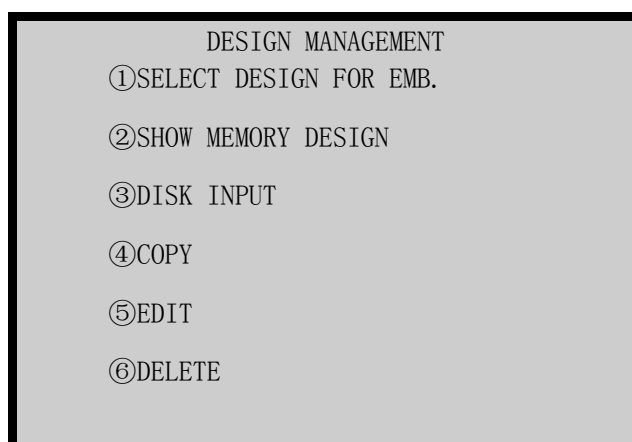 DESIGN MANAGEMENT
①SELECT DESIGN FOR EMB.
②SHOW MEMORY DESIGN
③DISK INPUT
④COPY
⑤EDIT
⑥DELETE